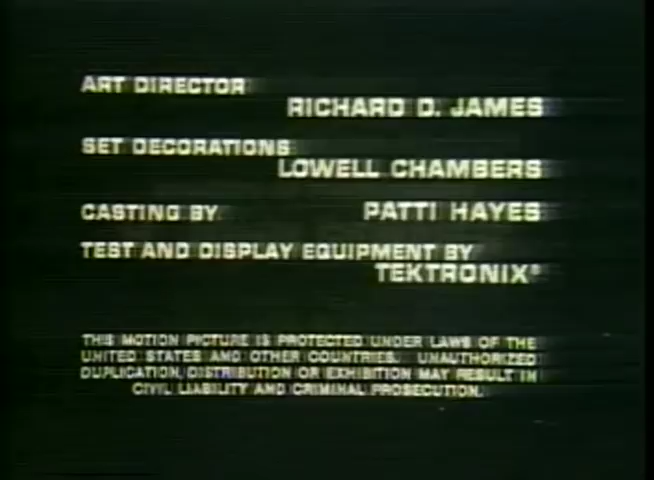 ART DIRECTOR
RICHARD D. JAMES
SET DECORATIONS
LOWELL CHAMBERS
CASTING BY
PATTI HAYES
TEST AND DISPLAY EQUIPMENT BY
TEKTRONIX®
THIS MOTION PICTURE IS PROTECTED UNDER LAWS OF THE
UNITED STATES AND OTHER COUNTRIES. UNAUTHORIZED
DUPLICATION, DISTRIBUTION OR EXHIBITION MAY RESULT IN
CIVIL LIABILITY AND CRIMINAL PROSECUTION.